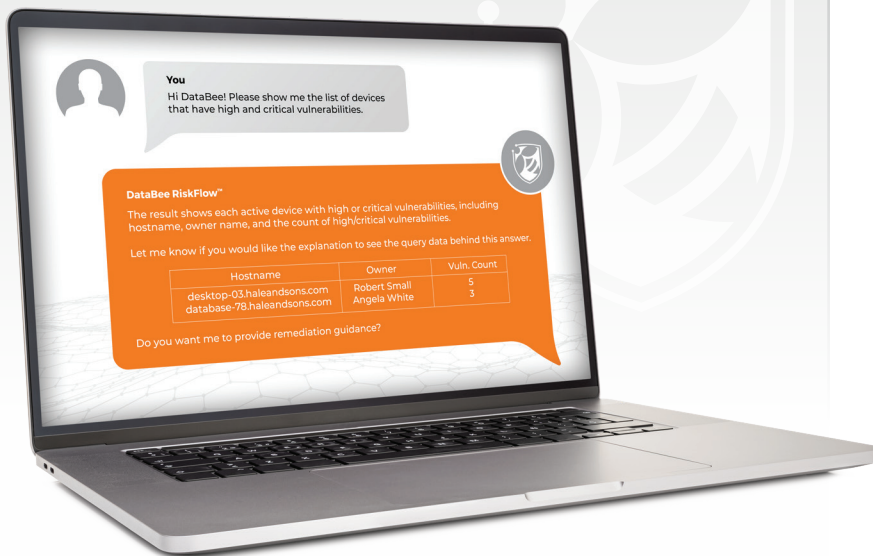 You
Hi DataBee! Please show me the list of devices
that have high and critical vulnerabilities.
DataBee RiskFlow™
The result shows each active device with high or critical vulnerabilities, including
hostname, owner name, and the count of high/critical vulnerabilities.
Let me know if you would like the explanation to see the query data behind this answer.
Hostname Owner Vuln. Count
desktop-03.haleandsons.com Robert Small 5
database-78.haleandsons.com Angela White 3
Do you want me to provide remediation guidance?